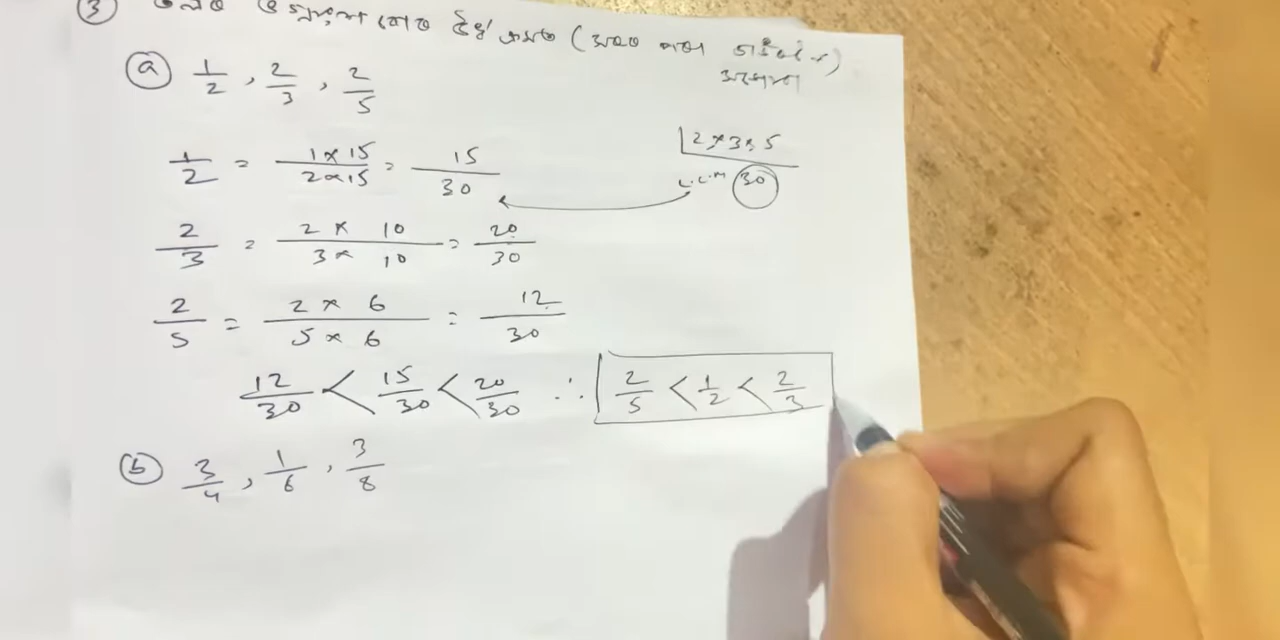 ③
ⓐ 1/2 , 2/3 , 2/5
2×3×5
L.C.M 30
1/2 = 1×15/2×15 = 15/30
2/3 = 2×10/3×10 = 20/30
2/5 = 2×6/5×6 = 12/30
12/30 < 15/30 < 20/30 ∴ 2/5 < 1/2 < 2/3
ⓑ 3/4 , 1/6 , 3/8